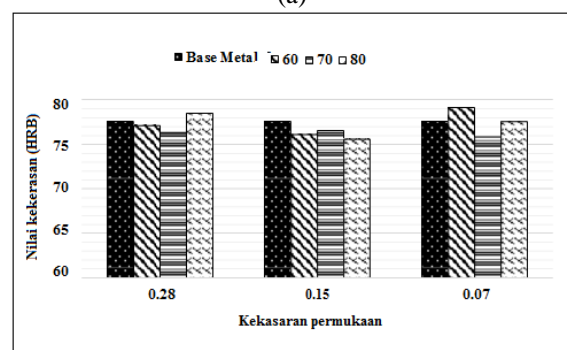 (a)
Base Metal 60 70 80
80
75
70
65
60
Nilai kekerasan (HRB)
0.28 0.15 0.07
Kekasaran permukaan